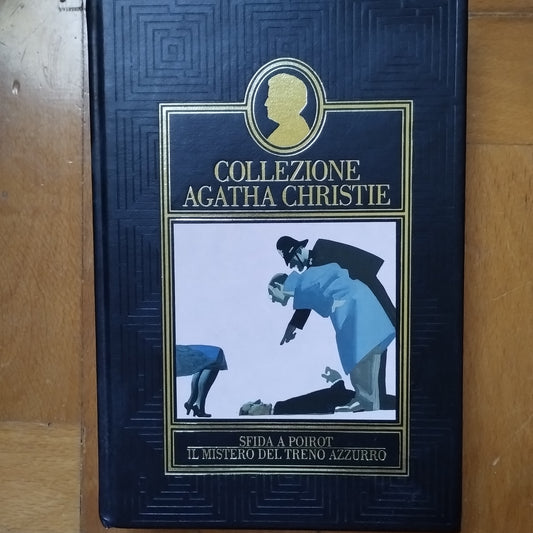 COLLEZIONE
AGATHA CHRISTIE
SFIDA A POIROT
IL MISTERO DEL TRENO AZZURRO